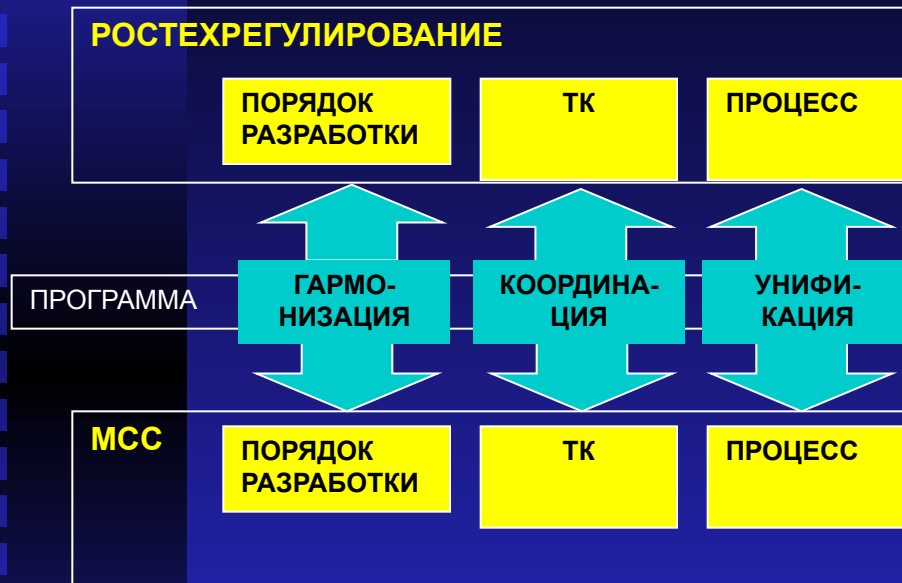 РОСТЕХРЕГУЛИРОВАНИЕ
ПОРЯДОК
РАЗРАБОТКИ
ТК
ПРОЦЕСС
ПРОГРАММА
ГАРМО-
НИЗАЦИЯ
КООРДИНА-
ЦИЯ
УНИФИ-
КАЦИЯ
МСС
ПОРЯДОК
РАЗРАБОТКИ
ТК
ПРОЦЕСС